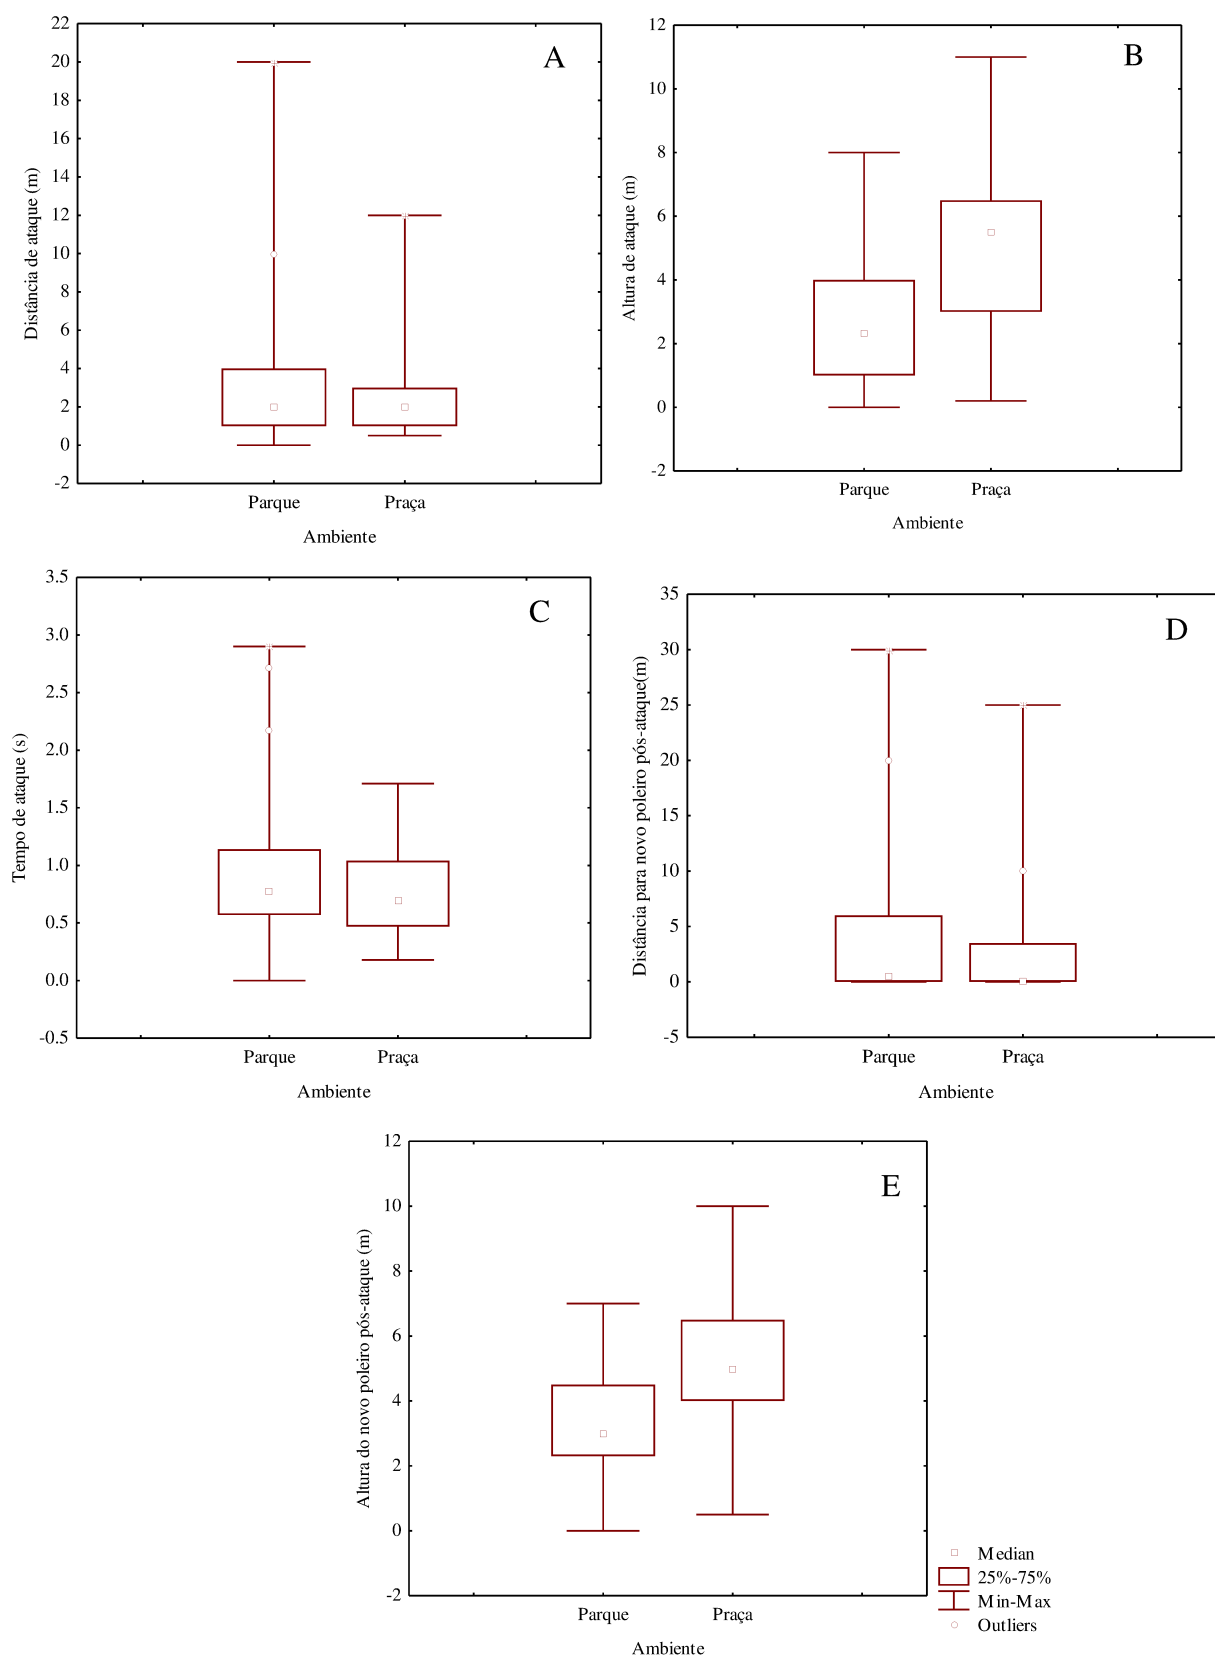 A
22
20
18
16
14
12
10
8
6
4
2
0
-2
Distância de ataque (m)
Parque Praça
Ambiente
B
12
10
8
6
4
2
0
-2
Altura de ataque (m)
Parque Praça
Ambiente
C
3.5
3.0
2.5
2.0
1.5
1.0
0.5
0.0
-0.5
Tempo de ataque (s)
Parque Praça
Ambiente
D
35
30
25
20
15
10
5
0
-5
Distância para novo poleiro pós-ataque(m)
Parque Praça
Ambiente
E
12
10
8
6
4
2
0
-2
Altura do novo poleiro pós-ataque (m)
Parque Praça
Ambiente
Median
25%-75%
Min-Max
Outliers